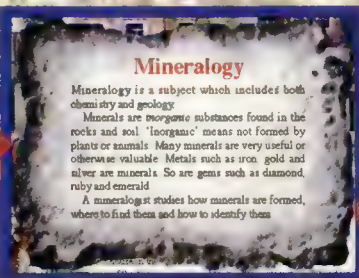 Mineralogy
Mineralogy is a subject which includes both
chemistry and geology.
Minerals are inorganic substances found in the
rocks and soil. 'Inorganic' means not formed by
plants or animals. Many minerals are very useful or
otherwise valuable. Metals such as iron, gold and
silver are minerals. So are gems such as diamond,
ruby and emerald.
A mineralogist studies how minerals are formed,
where to find them and how to identify them.